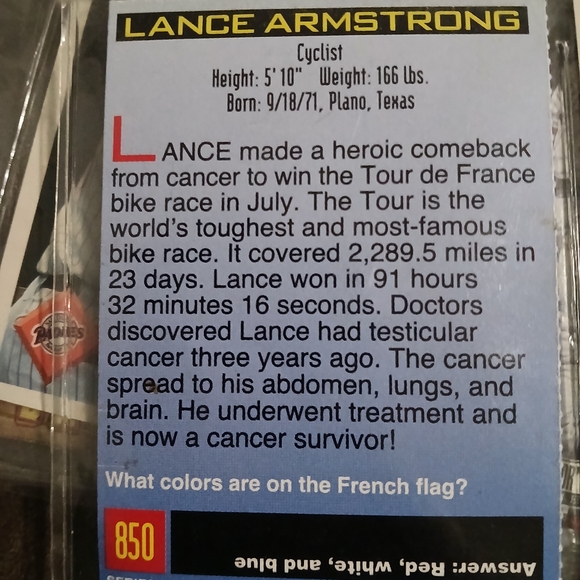 LANCE ARMSTRONG
Cyclist
Height: 5' 10" Weight: 166 lbs.
Born: 9/18/71, Plano, Texas
LANCE made a heroic comeback
from cancer to win the Tour de France
bike race in July. The Tour is the
world's toughest and most-famous
bike race. It covered 2,289.5 miles in
23 days. Lance won in 91 hours
32 minutes 16 seconds. Doctors
discovered Lance had testicular
cancer three years ago. The cancer
spread to his abdomen, lungs, and
brain. He underwent treatment and
is now a cancer survivor!
What colors are on the French flag?
850
Answer: Red, white, and blue
PADRES